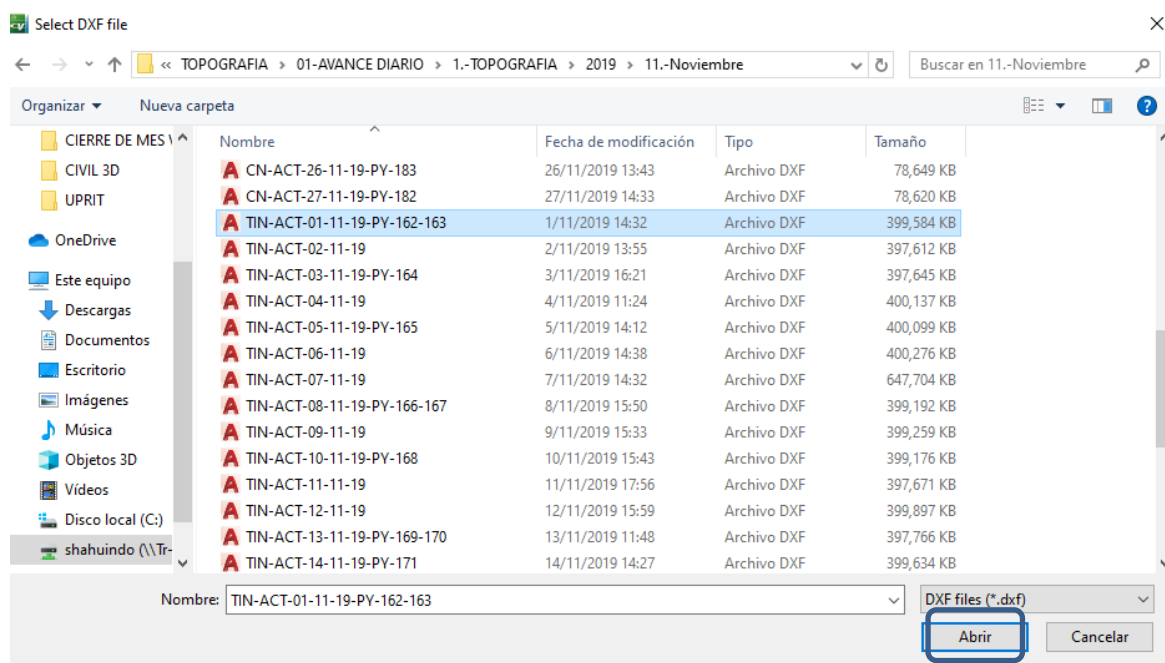 Select DXF file
« TOPOGRAFIA > 01-AVANCE DIARIO > 1.-TOPOGRAFIA > 2019 > 11.-Noviembre
Buscar en 11.-Noviembre
Organizar Nueva carpeta
CIERRE DE MES
CIVIL 3D
UPRIT
OneDrive
Este equipo
Descargas
Documentos
Escritorio
Imágenes
Música
Objetos 3D
Vídeos
Disco local (C:)
shahuindo (\\Tr-
Nombre Fecha de modificación Tipo Tamaño
CN-ACT-26-11-19-PY-183 26/11/2019 13:43 Archivo DXF 78,649 KB
CN-ACT-27-11-19-PY-182 27/11/2019 14:33 Archivo DXF 78,620 KB
TIN-ACT-01-11-19-PY-162-163 1/11/2019 14:32 Archivo DXF 399,584 KB
TIN-ACT-02-11-19 2/11/2019 13:55 Archivo DXF 397,612 KB
TIN-ACT-03-11-19-PY-164 3/11/2019 16:21 Archivo DXF 397,645 KB
TIN-ACT-04-11-19 4/11/2019 11:24 Archivo DXF 400,137 KB
TIN-ACT-05-11-19-PY-165 5/11/2019 14:12 Archivo DXF 400,099 KB
TIN-ACT-06-11-19 6/11/2019 14:38 Archivo DXF 400,276 KB
TIN-ACT-07-11-19 7/11/2019 14:32 Archivo DXF 647,704 KB
TIN-ACT-08-11-19-PY-166-167 8/11/2019 15:50 Archivo DXF 399,192 KB
TIN-ACT-09-11-19 9/11/2019 15:33 Archivo DXF 399,259 KB
TIN-ACT-10-11-19-PY-168 10/11/2019 15:43 Archivo DXF 399,176 KB
TIN-ACT-11-11-19 11/11/2019 17:56 Archivo DXF 397,671 KB
TIN-ACT-12-11-19 12/11/2019 15:59 Archivo DXF 399,897 KB
TIN-ACT-13-11-19-PY-169-170 13/11/2019 11:48 Archivo DXF 397,766 KB
TIN-ACT-14-11-19-PY-171 14/11/2019 14:27 Archivo DXF 399,634 KB
Nombre: TIN-ACT-01-11-19-PY-162-163 DXF files (*.dxf)
Abrir Cancelar